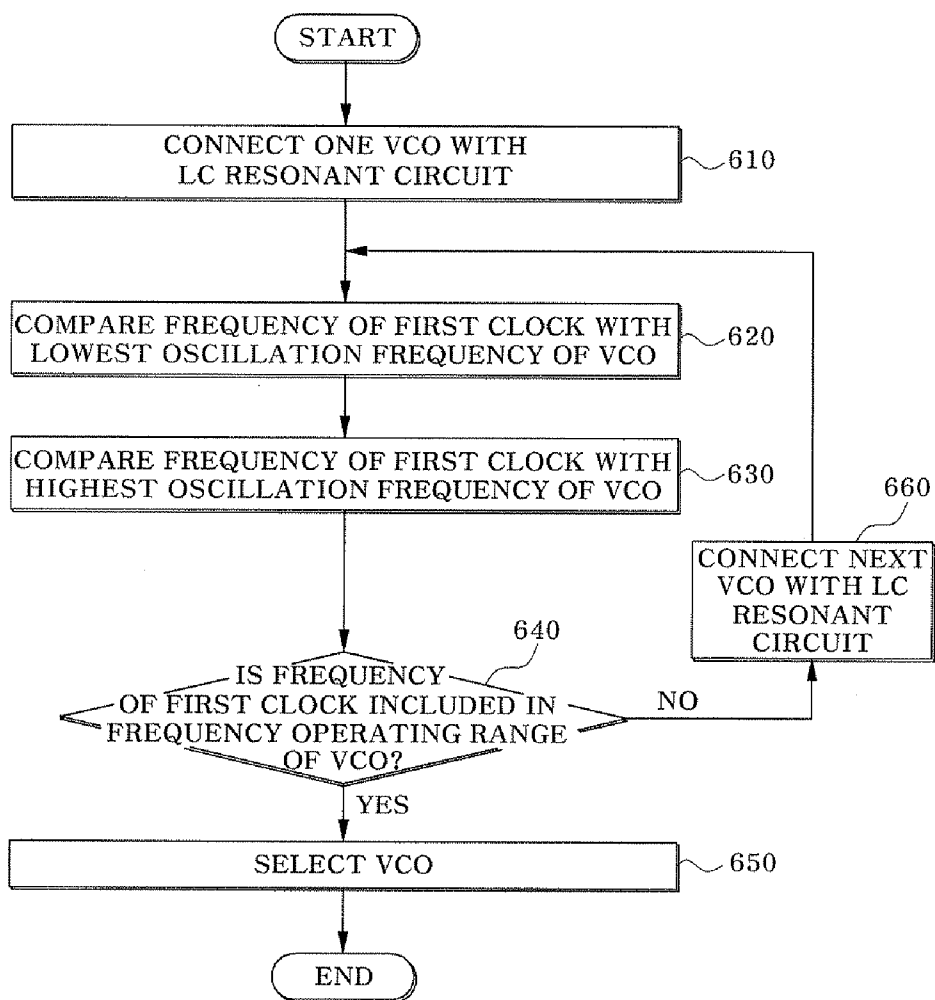 START
CONNECT ONE VCO WITH
LC RESONANT CIRCUIT
610
COMPARE FREQUENCY OF FIRST CLOCK WITH
LOWEST OSCILLATION FREQUENCY OF VCO
620
COMPARE FREQUENCY OF FIRST CLOCK WITH
HIGHEST OSCILLATION FREQUENCY OF VCO
630
660
CONNECT NEXT
VCO WITH LC
RESONANT
CIRCUIT
640
IS FREQUENCY
OF FIRST CLOCK INCLUDED IN
FREQUENCY OPERATING RANGE
OF VCO?
NO
YES
SELECT VCO
650
END